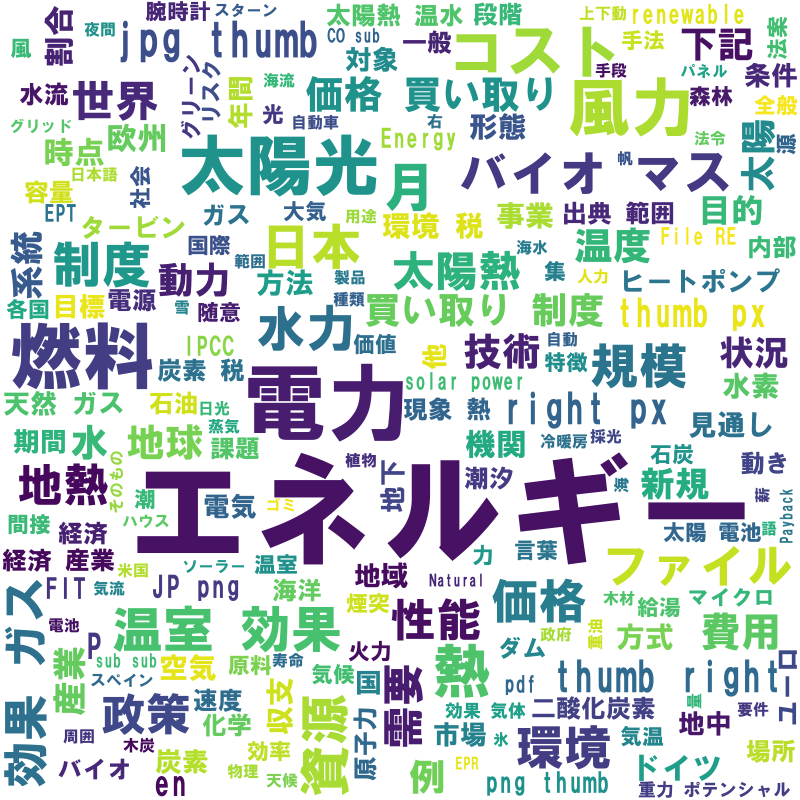 腕時計
スターン
太陽熱 温水 段階
上下動
renewable
風
割合
夜間
jpg thumb
CO sub
一般
コスト
手法
下記
法案
対象
手段
パネル
条件
水流
世界
グリーン
リスク
年間
海流
価格 買い取り
風力
森林
全般
グリッド
欧州
光
自動車
右
形態
時点
Energy
法令
太陽
源
日本語
社会
太陽光
月
バイオ マス
帆
容量
EPT
タービン
ガス
大気
用途
環境 税
事業
出典 範囲
目的
系統
制度
国際
範囲
日本
海水
温度
File RE
内部
動力
方法
製品
太陽熱
集
人力
ヒートポンプ
各国
目標
電源
雪
随意
種類
買い取り 制度
thumb px
燃料
IPCC
水力
価値
他
技術
自動
特徴
規模
状況
炭素 税
電力
solar power
水素
天然 ガス
石油
日光
現象 熱
right px
見通し
期間
水
地球
蒸気
課題
機関
冷暖房
採光
地熱
そのもの
植物
地下
潮汐
石炭
動き
潮
電気
ゴミ
エネルギー
新規
薪
間接
経済
ハウス
太陽 電池
語
Payback
経済 産業
米国
ソーラー
温室
力
言葉
ファイル
効果 ガス
FIT
気流
JP png
海洋
地域
Natural
価格
木材
給湯
マイクロ
電池
P
温室 効果
煙突
性能
ダム
政府
重油
方式
費用
産業
sub sub
空気
原料
寿命
火力
気候
国
熱
pdf
thumb right
ユーロ
スペイン
政策
速度
収支
資源
原子力
需要
効果 気体
二酸化炭素
量
地中
要件
周囲
木炭
化学
市場
氷
環境
気温
場所
バイオ
炭素
効率
en
物理
天候
例
EPR
png thumb
ドイツ
重力 ポテンシャル